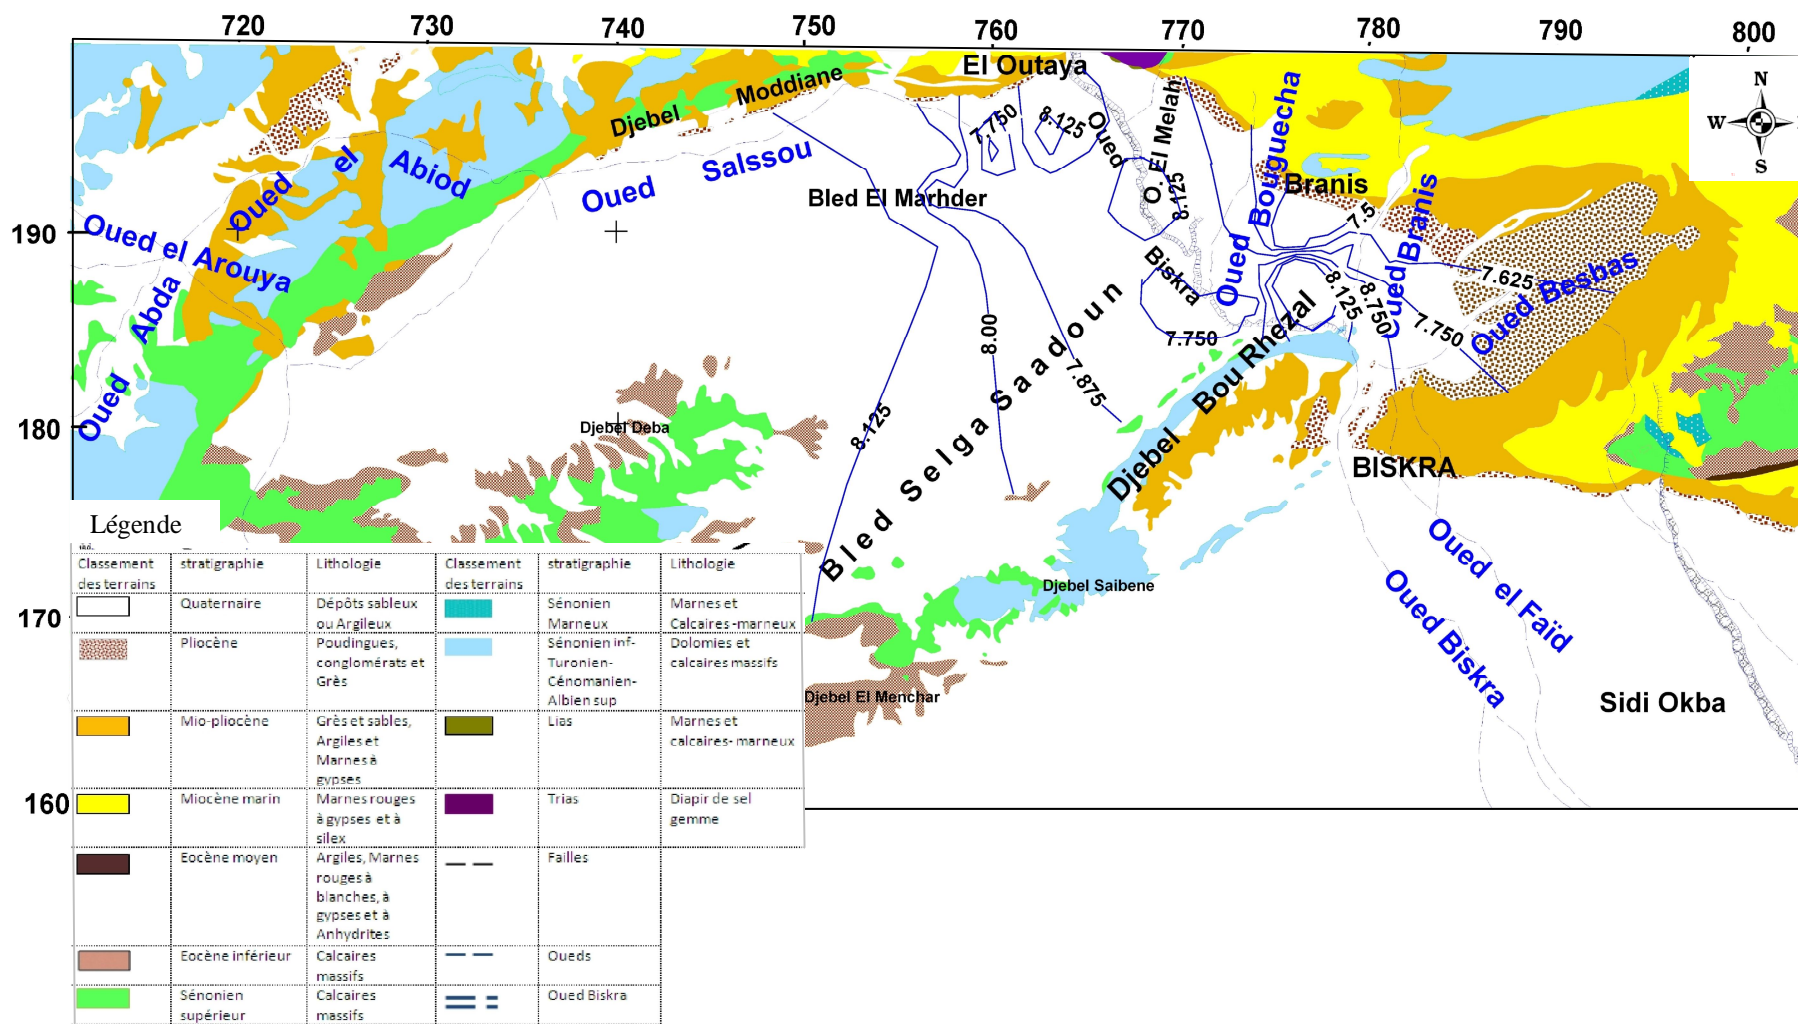 720 730 740 750 760 770 780 790 800
El Outaya
N
W
S
Djebel Moddiane
7.750
8.125
Oued Biskra
O. El Melah
8.125
Oued Bouguecha
Branis
7.5
Oued Branis
Oued el Abiod
Oued Salssou
Bled El Marhder
190
Oued el Arouya
Oued Abda
7.625
Oued Besbas
8.125
8.750
7.750
7.750
8.00
7.875
8.125
Bled Selga Saadoun
Djebel Bou Rhezal
180
Djebel Deba
BISKRA
Oued el Faïd
Oued Biskra
Djebel Saibene
170
Djebel El Menchar
Sidi Okba
160
Légende
Classement des terrains
stratigraphie
Lithologie
Classement des terrains
stratigraphie
Lithologie
Quaternaire
Dépôts sableux
ou Argileux
Sénonien
Marneux
Marnes et
Calcaires-marneux
Pliocène
Poudingues,
conglomérats et
Grès
Sénonien inf-
Turonien-
Cénomanien-
Albien sup
Dolomies et
calcaires massifs
Mio-pliocène
Grès et sables,
Argiles et
Marnes à
gypses
Lias
Marnes et
calcaires- marneux
Miocène marin
Marnes rouges
à gypses et à
silex
Trias
Diapir de sel
gemme
Eocène moyen
Argiles, Marnes
rouges à
blanches, à
gypses et à
Anhydrites
Failles
Eocène inférieur
Calcaires
massifs
Oueds
Sénonien
supérieur
Calcaires
massifs
Oued Biskra